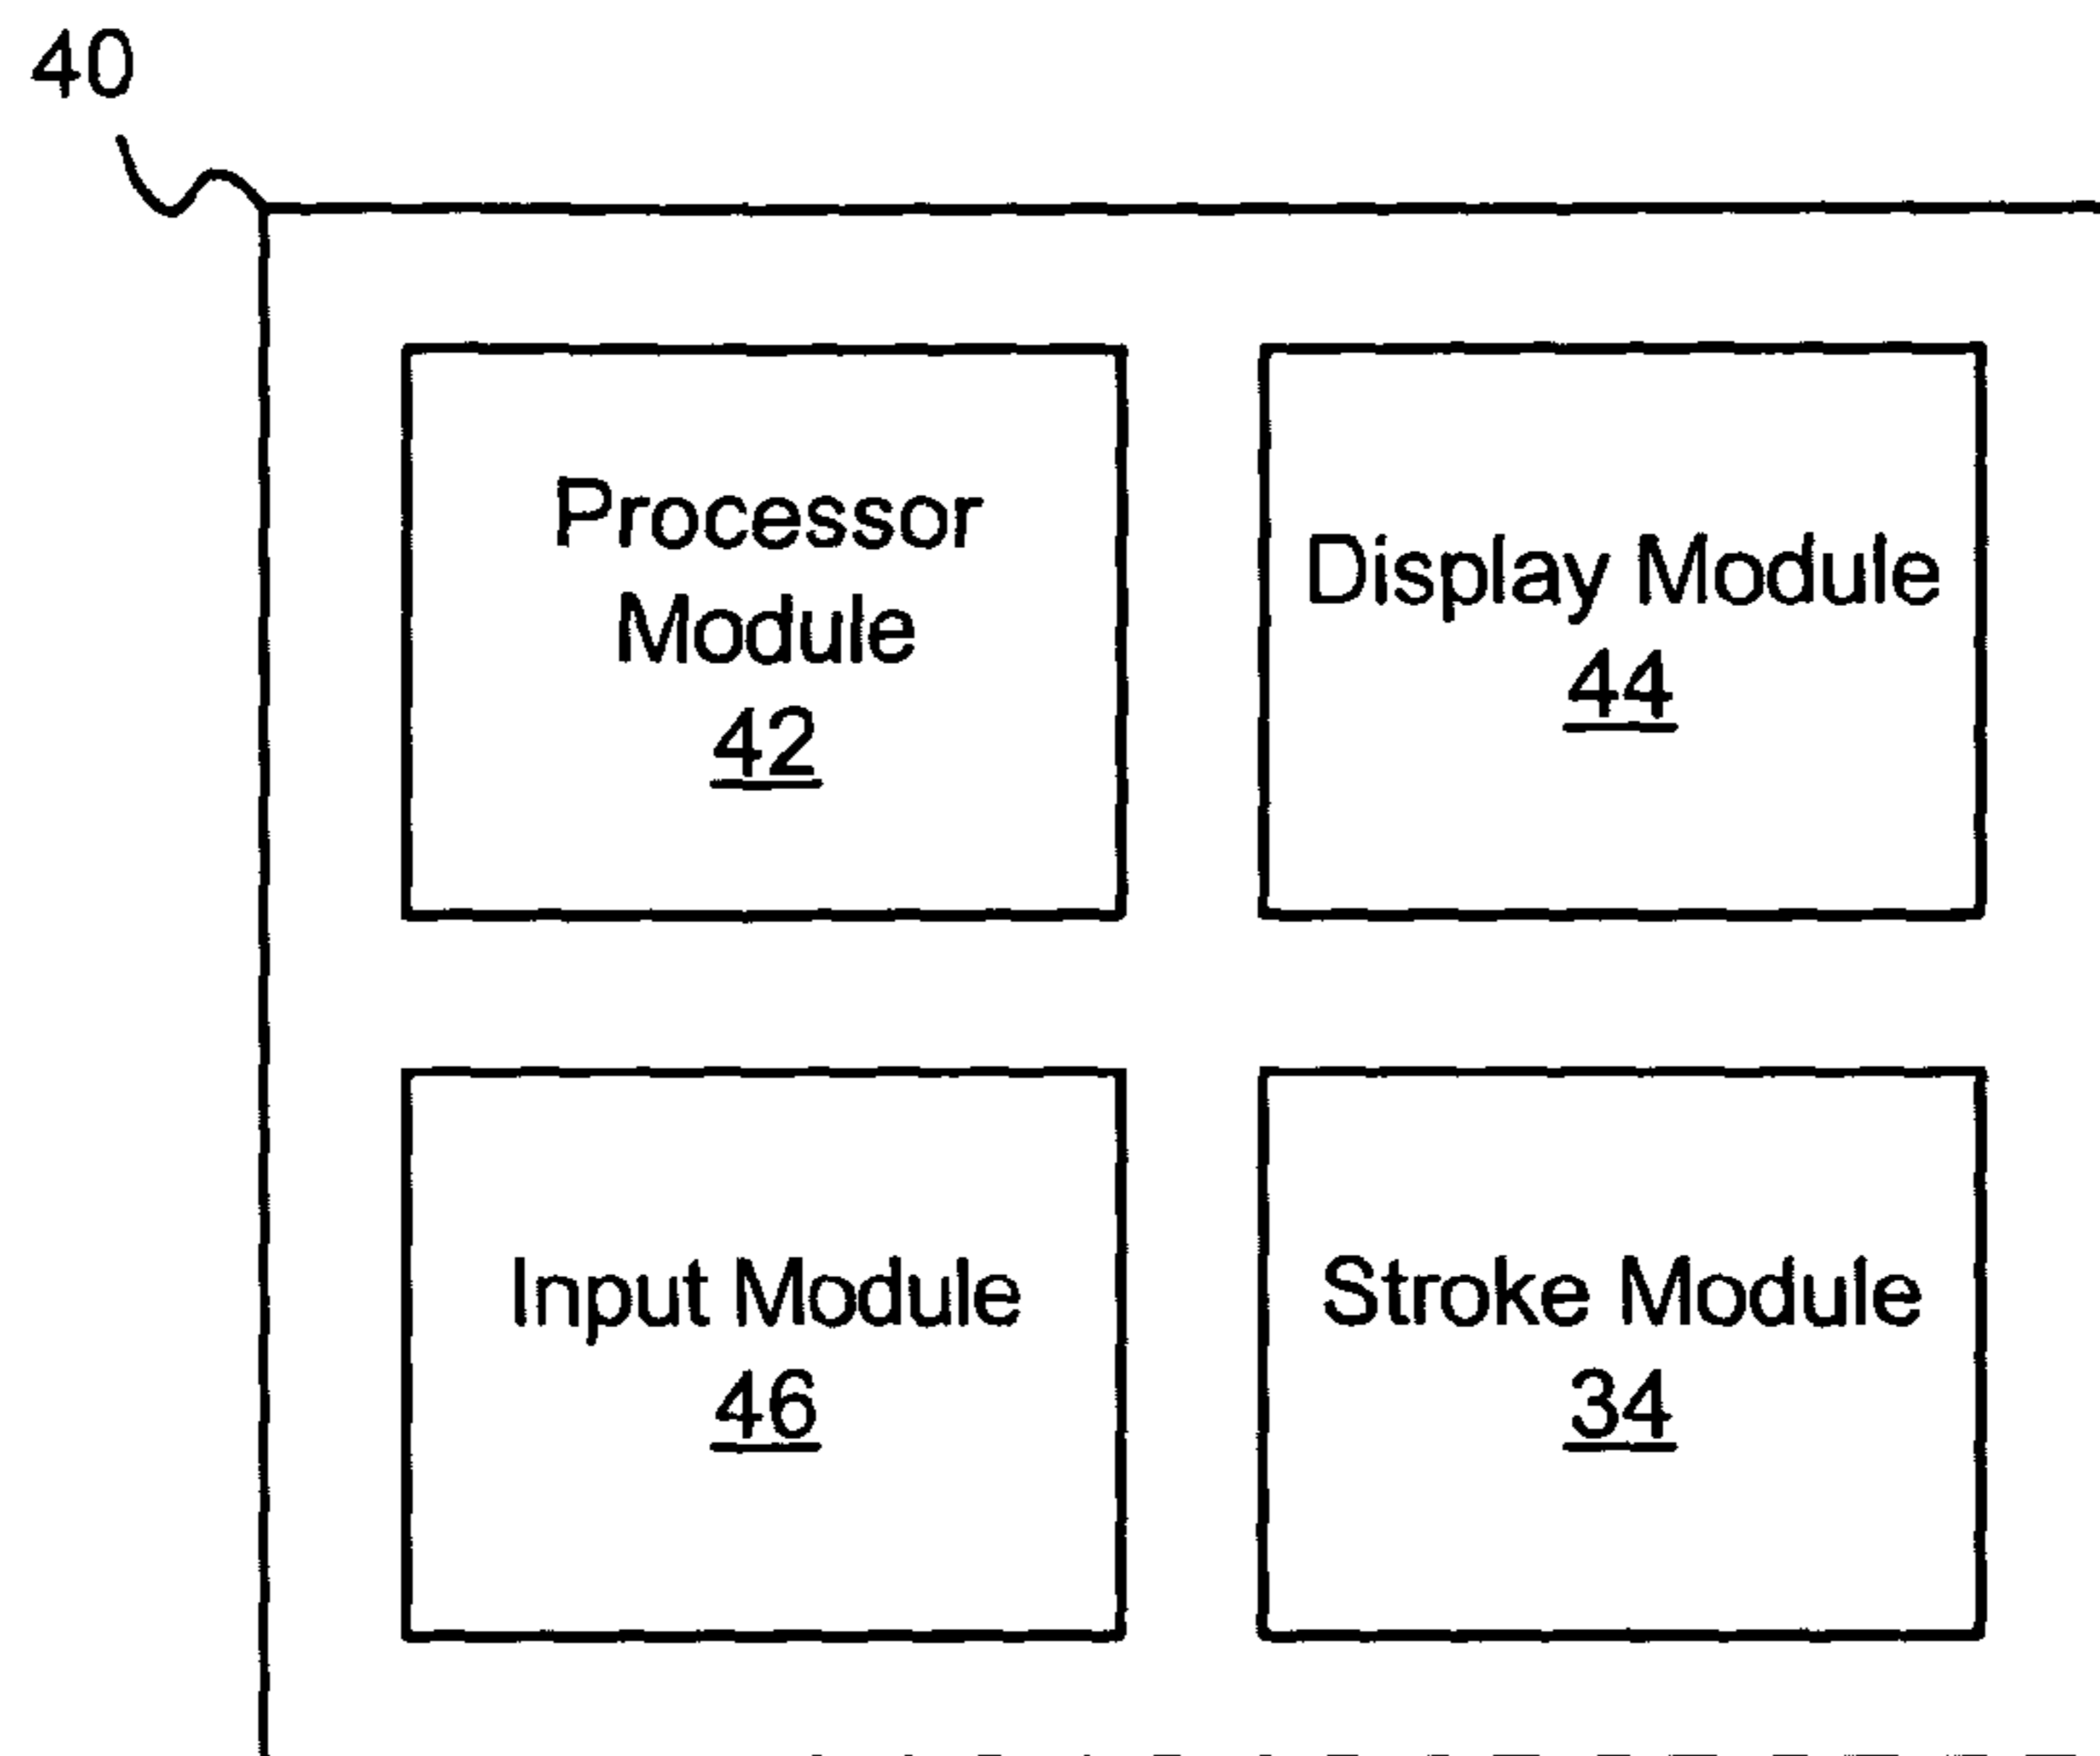 40
Processor
Module
42
Display Module
44
Input Module
46
Stroke Module
34